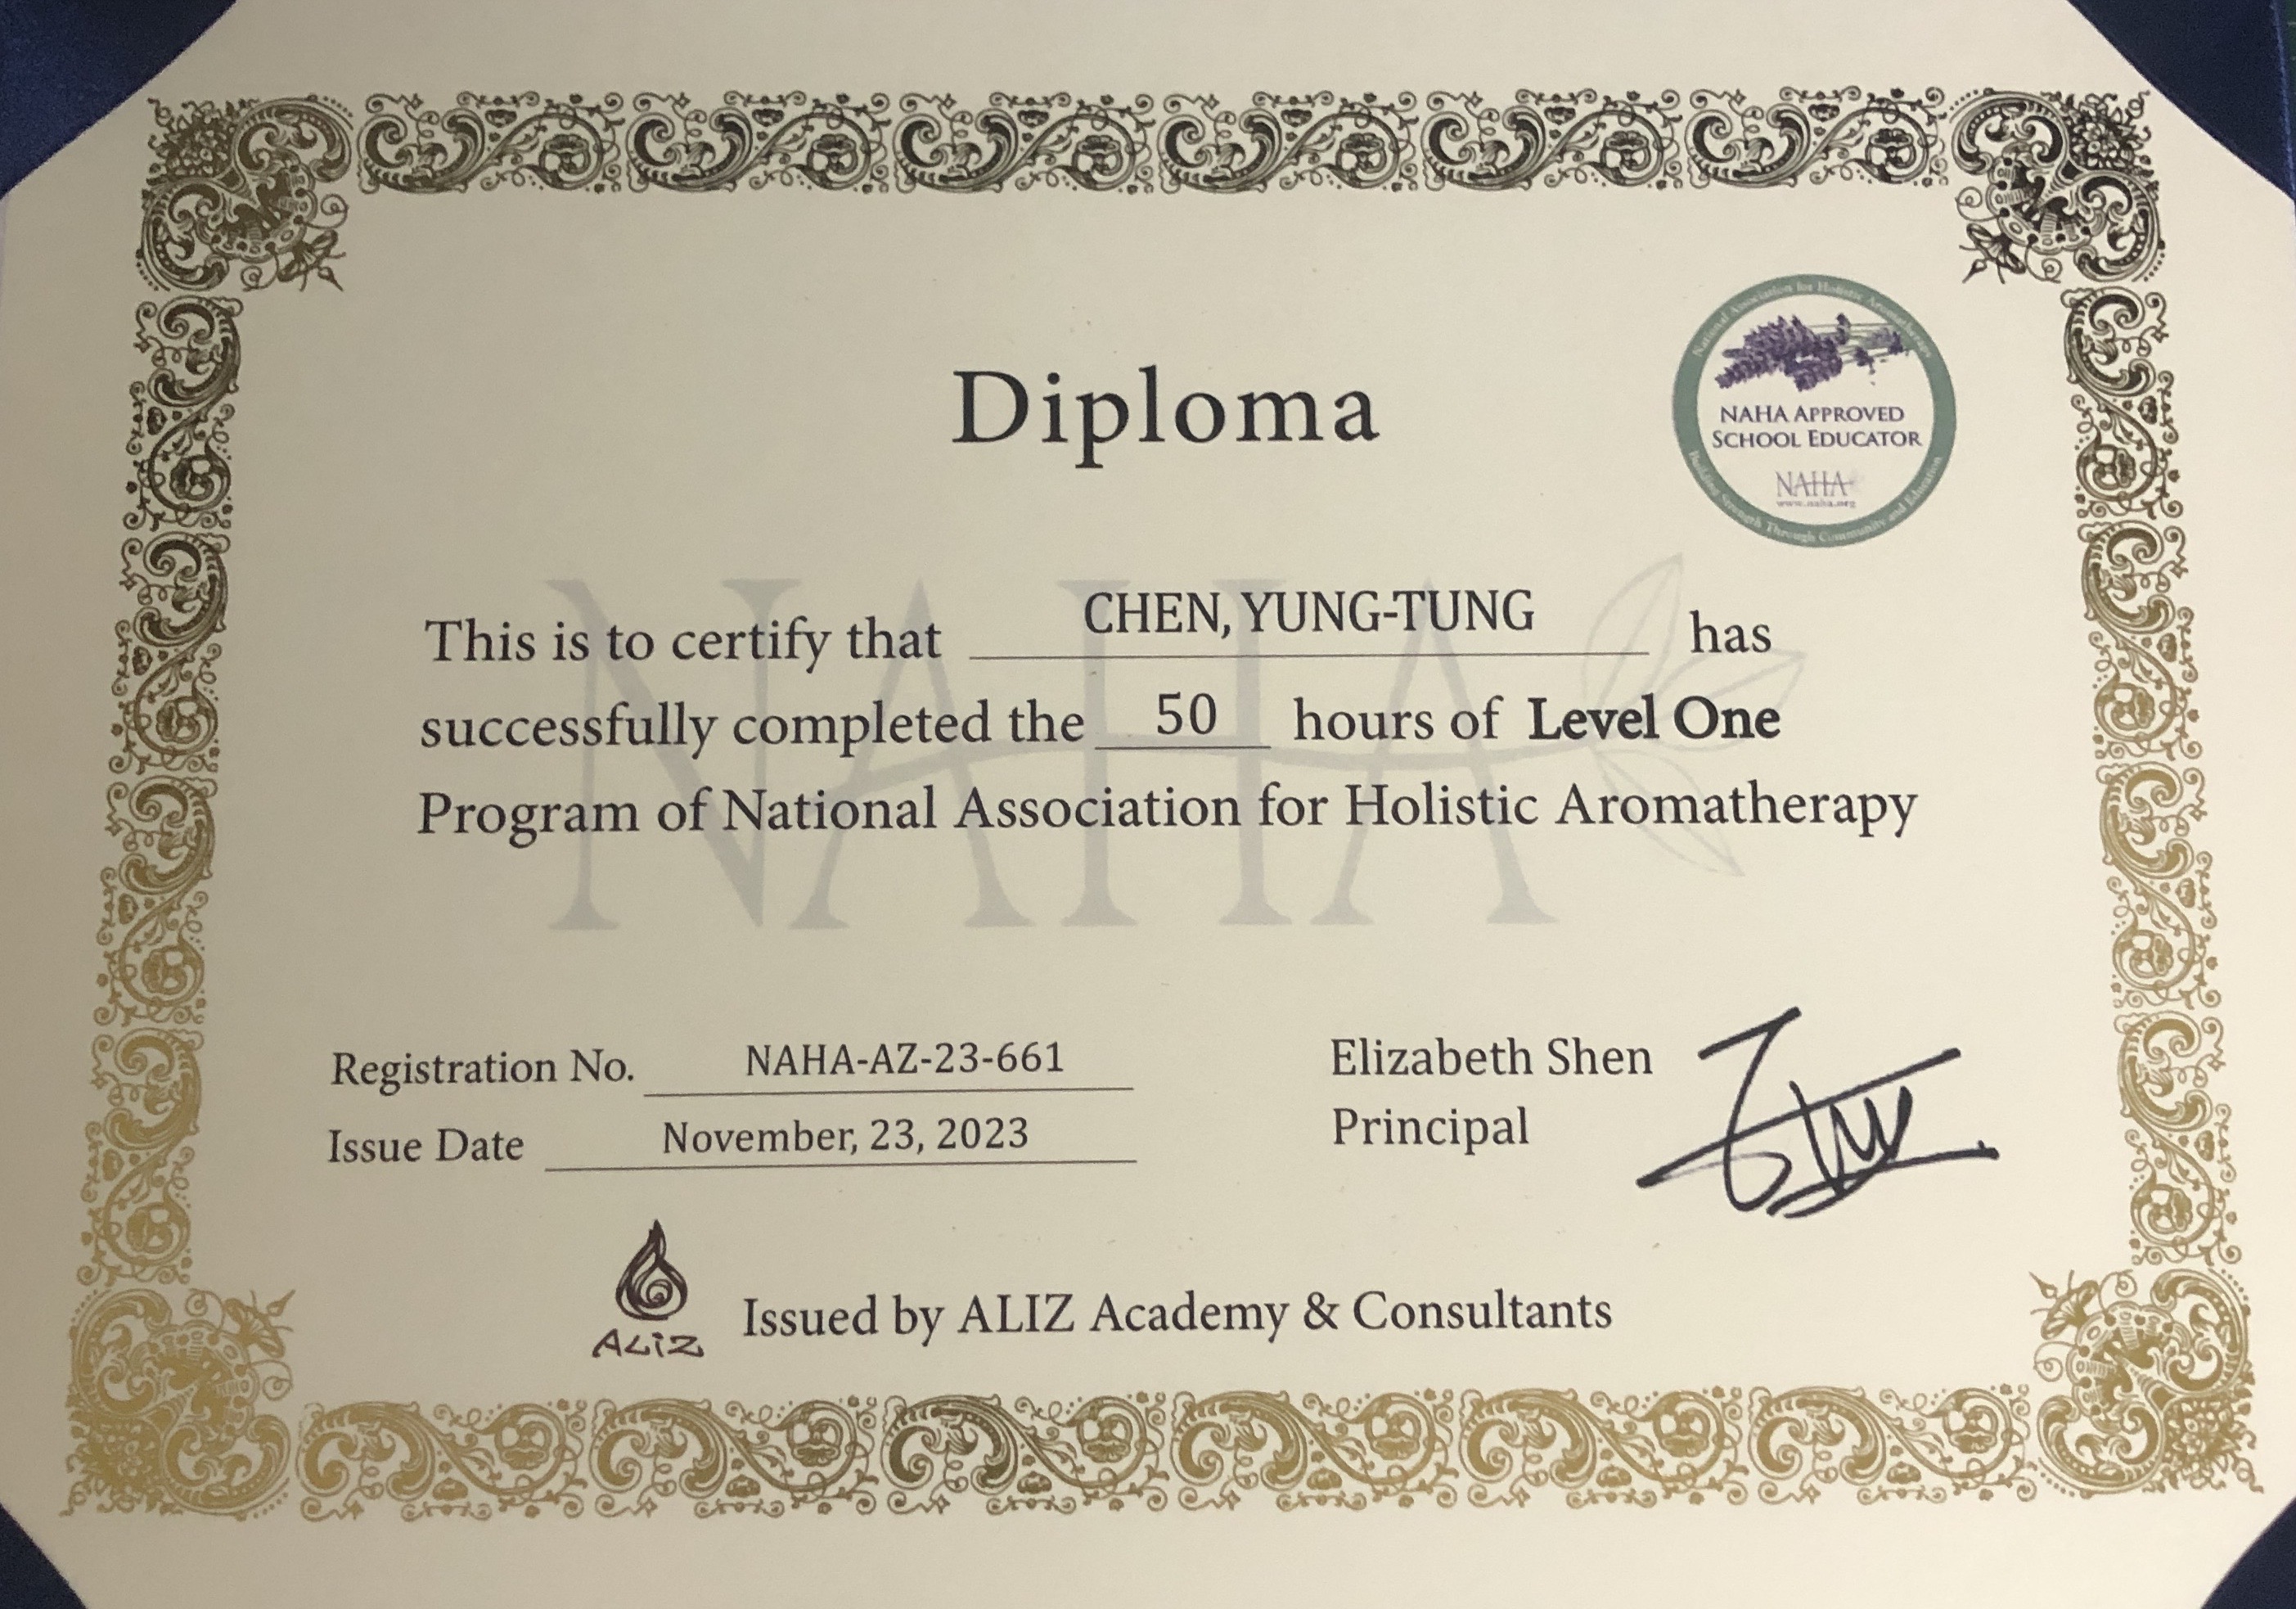 Diploma
National Association for Holistic Aromatherapy
NAHA APPROVED
SCHOOL EDUCATOR
NAHA
www.naha.org
Building Strength Through Community and Education
NAHA
This is to certify that CHEN, YUNG-TUNG has
successfully completed the 50 hours of Level One
Program of National Association for Holistic Aromatherapy
Registration No. NAHA-AZ-23-661
Issue Date November, 23, 2023
Elizabeth Shen
Principal
ALIZ
Issued by ALIZ Academy & Consultants